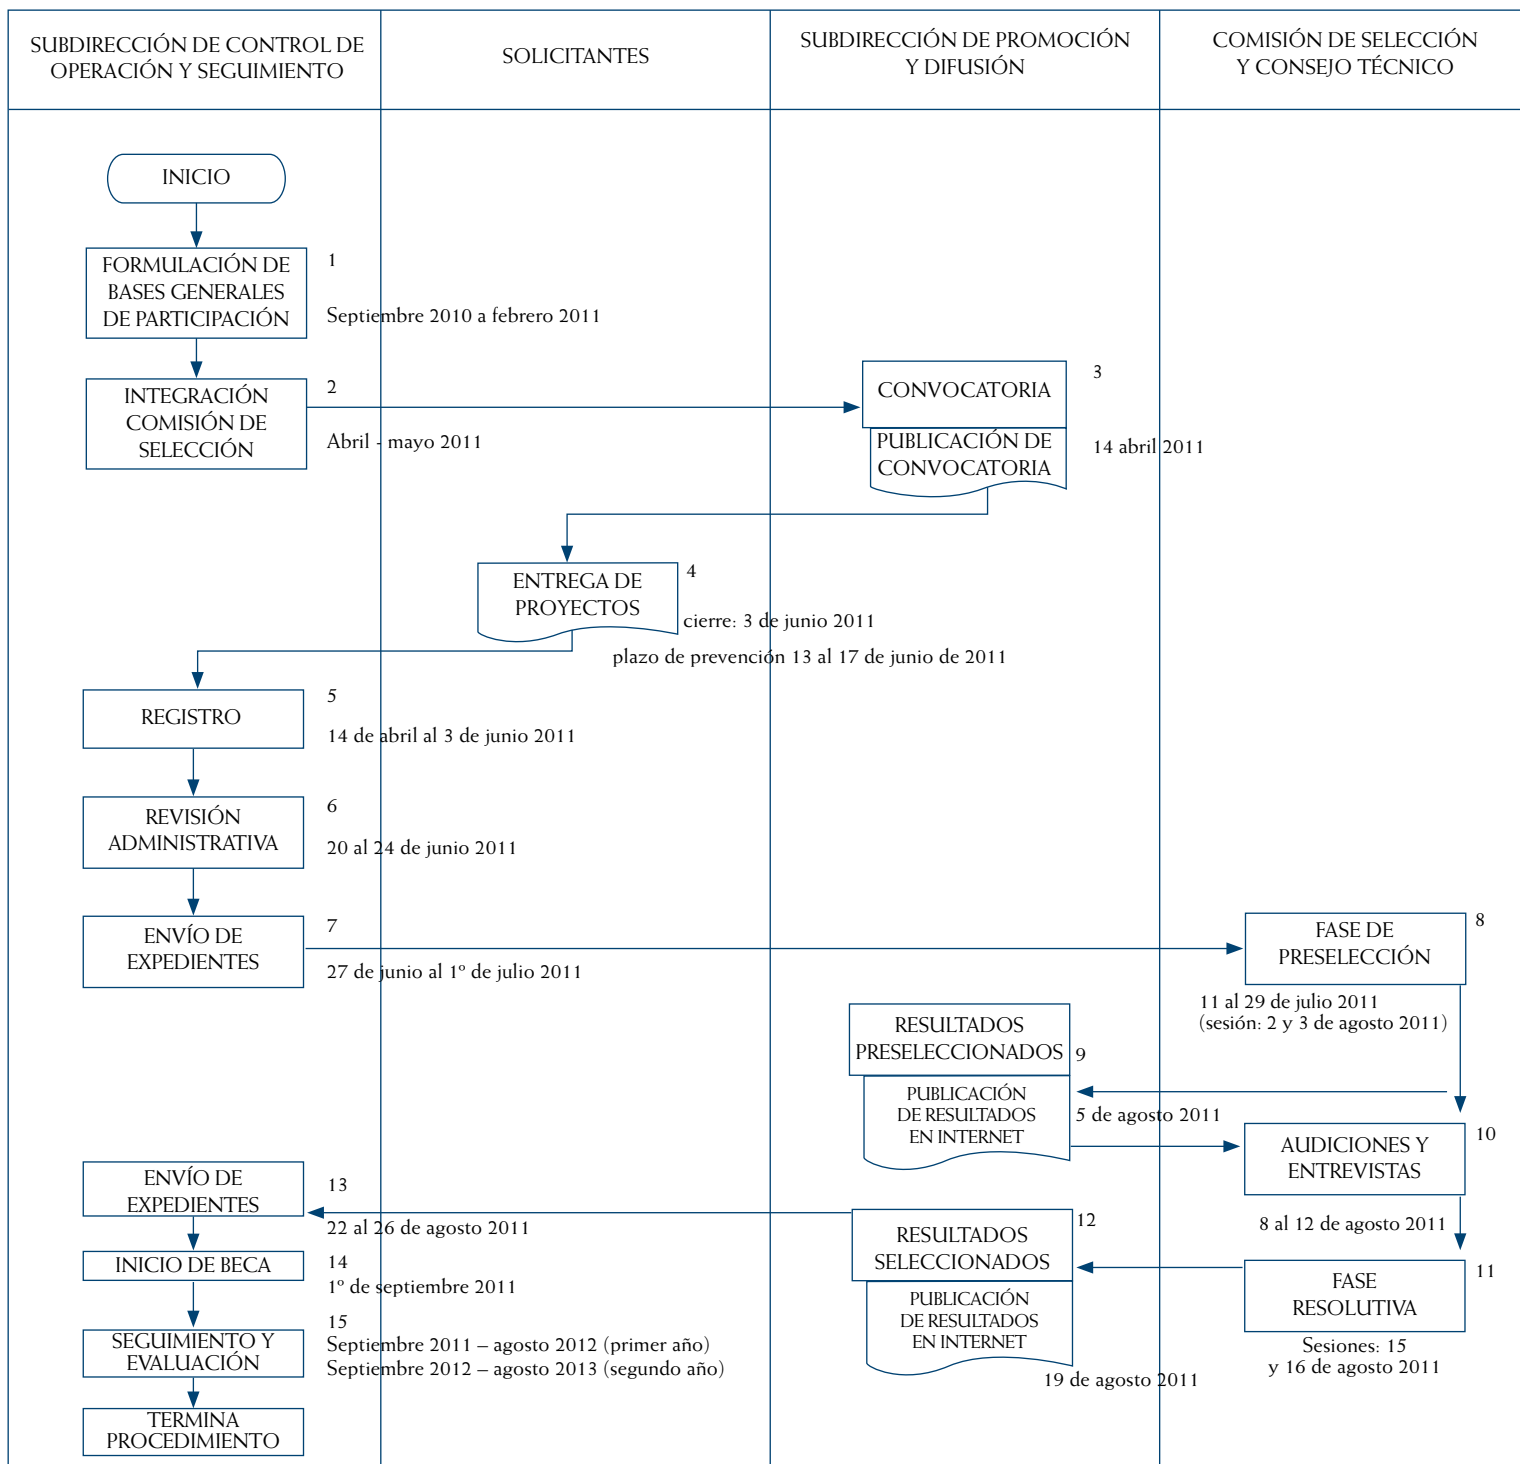 SUBDIRECCIÓN DE CONTROL DE
OPERACIÓN Y SEGUIMIENTO
SOLICITANTES
SUBDIRECCIÓN DE PROMOCIÓN
Y DIFUSIÓN
COMISIÓN DE SELECCIÓN
Y CONSEJO TÉCNICO
INICIO
FORMULACIÓN DE
BASES GENERALES
DE PARTICIPACIÓN
1
Septiembre 2010 a febrero 2011
INTEGRACIÓN
COMISIÓN DE
SELECCIÓN
2
Abril - mayo 2011
CONVOCATORIA
3
PUBLICACIÓN DE
CONVOCATORIA
14 abril 2011
ENTREGA DE
PROYECTOS
4
cierre: 3 de junio 2011
plazo de prevención 13 al 17 de junio de 2011
REGISTRO
5
14 de abril al 3 de junio 2011
REVISIÓN
ADMINISTRATIVA
6
20 al 24 de junio 2011
ENVÍO DE
EXPEDIENTES
7
27 de junio al 1º de julio 2011
FASE DE
PRESELECCIÓN
8
11 al 29 de julio 2011
(sesión: 2 y 3 de agosto 2011)
RESULTADOS
PRESELECCIONADOS
9
PUBLICACIÓN
DE RESULTADOS
EN INTERNET
5 de agosto 2011
AUDICIONES Y
ENTREVISTAS
10
8 al 12 de agosto 2011
FASE
RESOLUTIVA
11
Sesiones: 15
y 16 de agosto 2011
RESULTADOS
SELECCIONADOS
12
PUBLICACIÓN
DE RESULTADOS
EN INTERNET
19 de agosto 2011
ENVÍO DE
EXPEDIENTES
13
22 al 26 de agosto 2011
INICIO DE BECA
14
1º de septiembre 2011
SEGUIMIENTO Y
EVALUACIÓN
15
Septiembre 2011 – agosto 2012 (primer año)
Septiembre 2012 – agosto 2013 (segundo año)
TERMINA
PROCEDIMIENTO